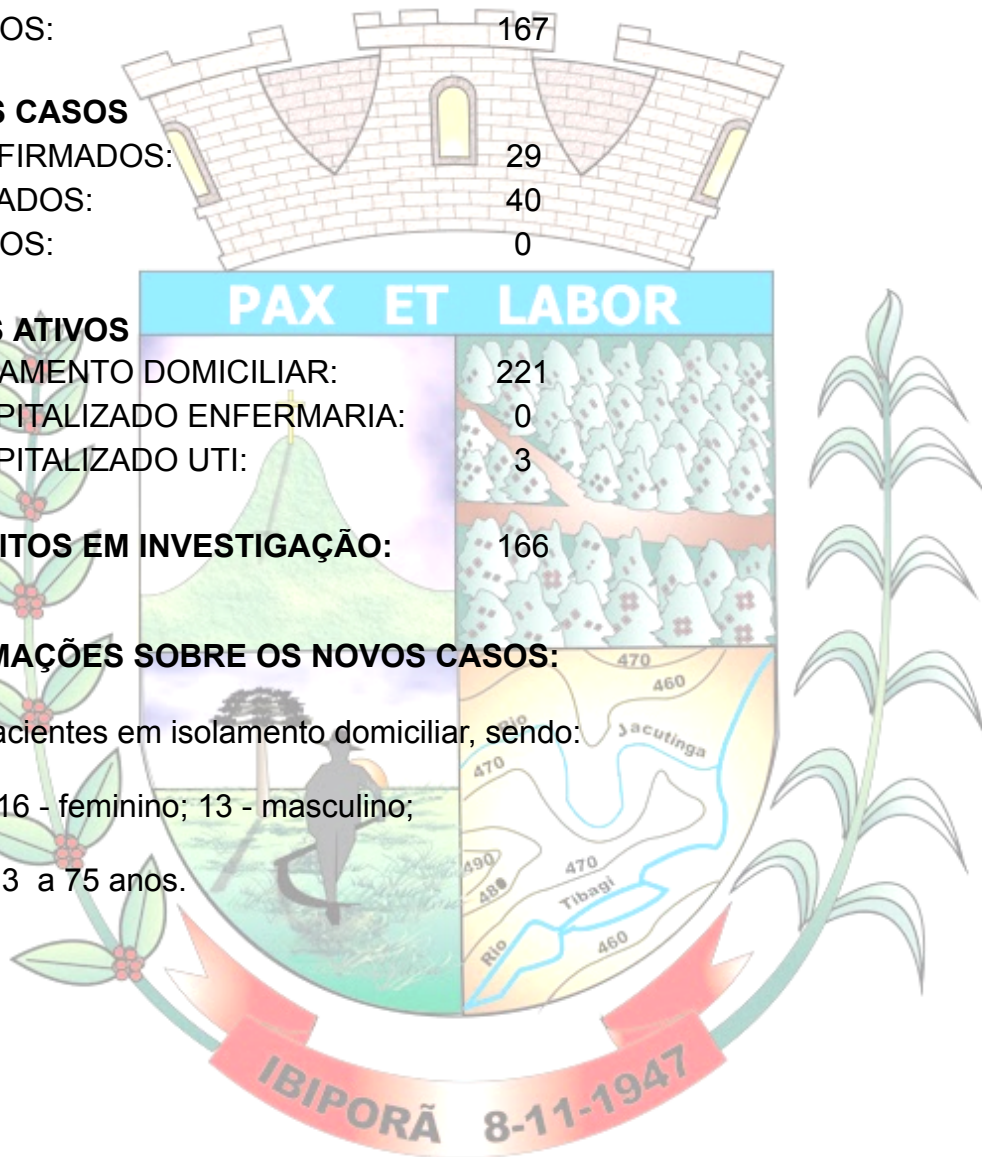 OS: 167
S CASOS
FIRMADOS: 29
ADOS: 40
OS: 0
PAX ET LABOR
S ATIVOS
AMENTO DOMICILIAR: 221
PITALIZADO ENFERMARIA: 0
PITALIZADO UTI: 3
ITOS EM INVESTIGAÇÃO: 166
MAÇÕES SOBRE OS NOVOS CASOS:
470
460
acientes em isolamento domiciliar, sendo:
Rio Jacutinga
470
16 - feminino; 13 - masculino;
490
470
3 a 75 anos.
480
Rio Tibagi
460
IBIPORÃ 8-11-1947